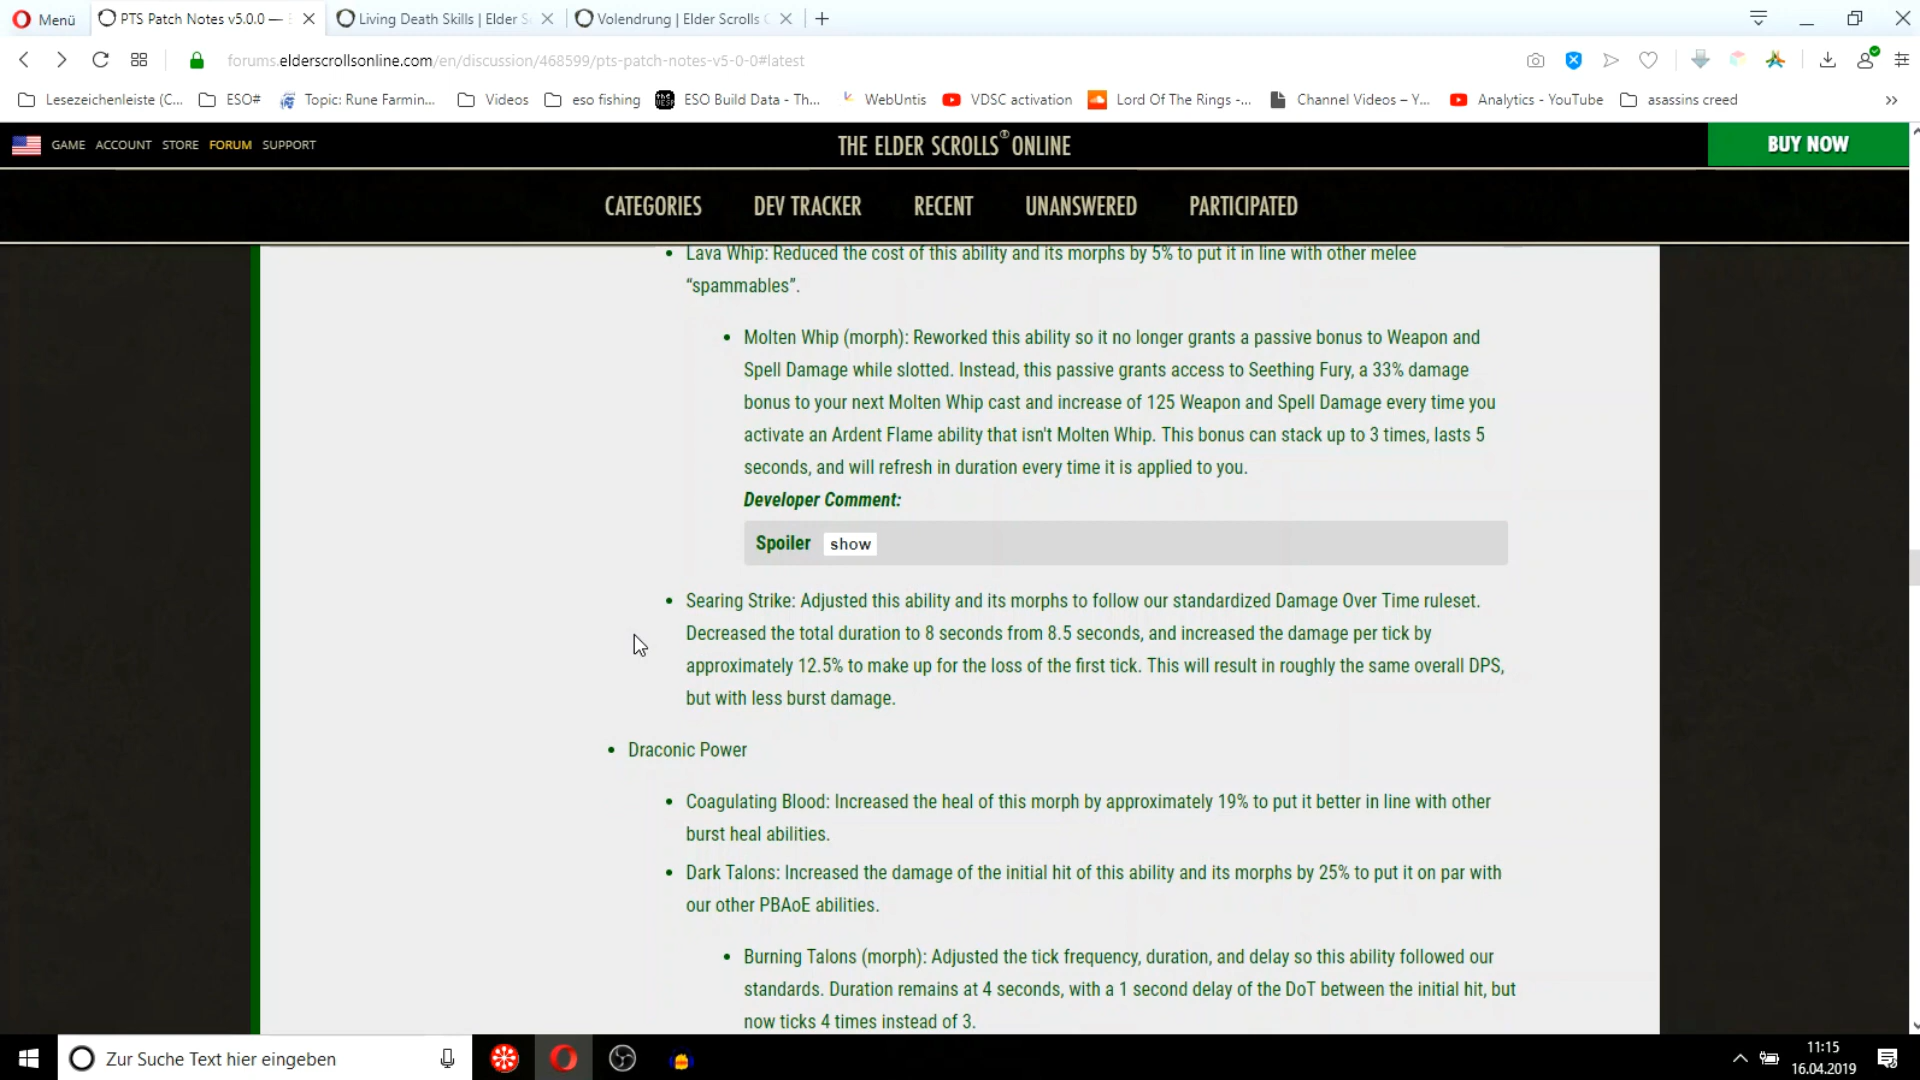 Menü
PTS Patch Notes v5.0.0 —
Living Death Skills | Elder S
Volendrung | Elder Scrolls
forums.elderscrollsonline.com/en/discussion/468599/pts-patch-notes-v5-0-0#latest
Lesezeichenleiste (C... ESO# Topic: Rune Farmin... Videos eso fishing ESO Build Data - Th... WebUntis VDSC activation Lord Of The Rings -... Channel Videos – Y... Analytics - YouTube asassins creed
GAME ACCOUNT STORE FORUM SUPPORT
THE ELDER SCROLLS® ONLINE
BUY NOW
CATEGORIES DEV TRACKER RECENT UNANSWERED PARTICIPATED
Lava Whip: Reduced the cost of this ability and its morphs by 5% to put it in line with other melee
“spammables”.
Molten Whip (morph): Reworked this ability so it no longer grants a passive bonus to Weapon and
Spell Damage while slotted. Instead, this passive grants access to Seething Fury, a 33% damage
bonus to your next Molten Whip cast and increase of 125 Weapon and Spell Damage every time you
activate an Ardent Flame ability that isn't Molten Whip. This bonus can stack up to 3 times, lasts 5
seconds, and will refresh in duration every time it is applied to you.
Developer Comment:
Spoiler show
Searing Strike: Adjusted this ability and its morphs to follow our standardized Damage Over Time ruleset.
Decreased the total duration to 8 seconds from 8.5 seconds, and increased the damage per tick by
approximately 12.5% to make up for the loss of the first tick. This will result in roughly the same overall DPS,
but with less burst damage.
Draconic Power
Coagulating Blood: Increased the heal of this morph by approximately 19% to put it better in line with other
burst heal abilities.
Dark Talons: Increased the damage of the initial hit of this ability and its morphs by 25% to put it on par with
our other PBAoE abilities.
Burning Talons (morph): Adjusted the tick frequency, duration, and delay so this ability followed our
standards. Duration remains at 4 seconds, with a 1 second delay of the DoT between the initial hit, but
now ticks 4 times instead of 3.
Zur Suche Text hier eingeben
11:15
16.04.2019